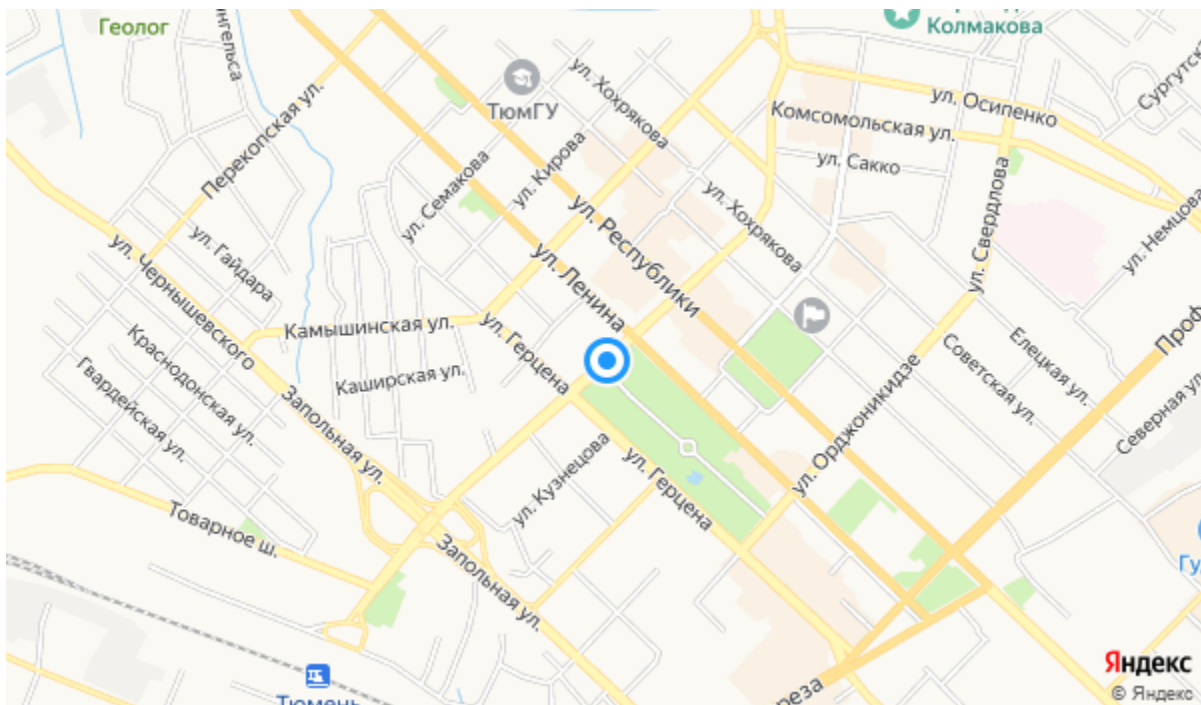 Геолог
Колмакова
ТюмГУ
ул. Хохрякова
ул. Осипенко
Комсомольская ул.
ул. Сакко
Перекопская ул.
ул. Семакова
ул. Кирова
ул. Хохрякова
ул. Свердлова
ул. Немцова
ул. Гайдара
ул. Республики
ул. Ленина
ул. Чернышевского
Камышинская ул.
ул. Герцена
Каширская ул.
Краснодонская ул.
Гвардейская ул.
Запольная ул.
ул. Кузнецова
ул. Герцена
ул. Орджоникидзе
Советская ул.
Елецкая ул.
Северная ул.
Товарное ш.
Запольная ул.
Тюмень
Яндекс
© Яндекс